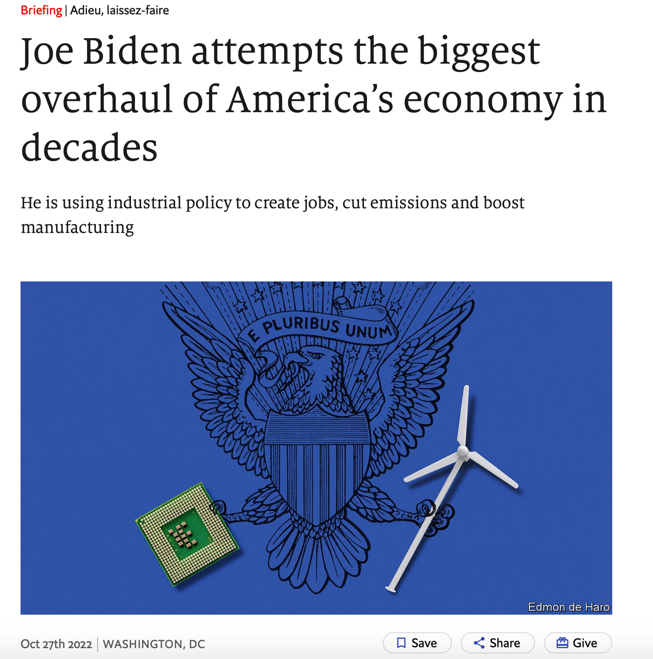 Briefing | Adieu, laissez-faire
Joe Biden attempts the biggest
overhaul of America’s economy in
decades
He is using industrial policy to create jobs, cut emissions and boost
manufacturing
E PLURIBUS UNUM
Edmon de Haro
Oct 27th 2022 | WASHINGTON, DC
Save
Share
Give